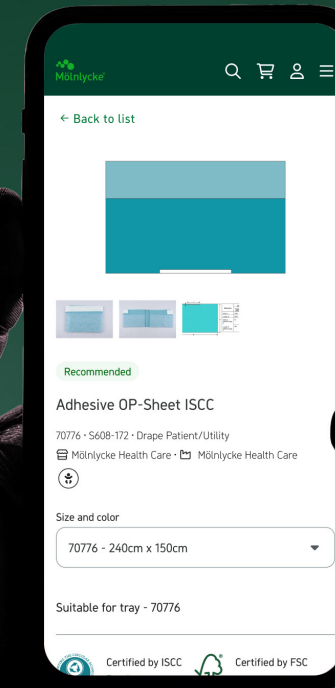 Mölnlycke®
← Back to list
Recommended
Adhesive OP-Sheet ISCC
70776 · S608-172 · Drape Patient/Utility
Mölnlycke Health Care · Mölnlycke Health Care
Size and color
70776 - 240cm x 150cm
Suitable for tray - 70776
Certified by ISCC
Certified by FSC